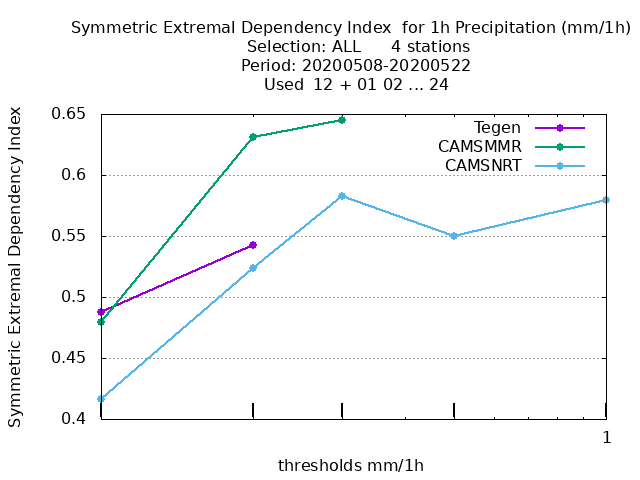 Symmetric Extremal Dependency Index  for 1h Precipitation (mm/1h)
Selection: ALL      4 stations
Period: 20200508-20200522
Used  12 + 01 02 ... 24
Symmetric Extremal Dependency Index
0.65
0.6
0.55
0.5
0.45
0.4
Tegen
CAMSMMR
CAMSNRT
1
thresholds mm/1h